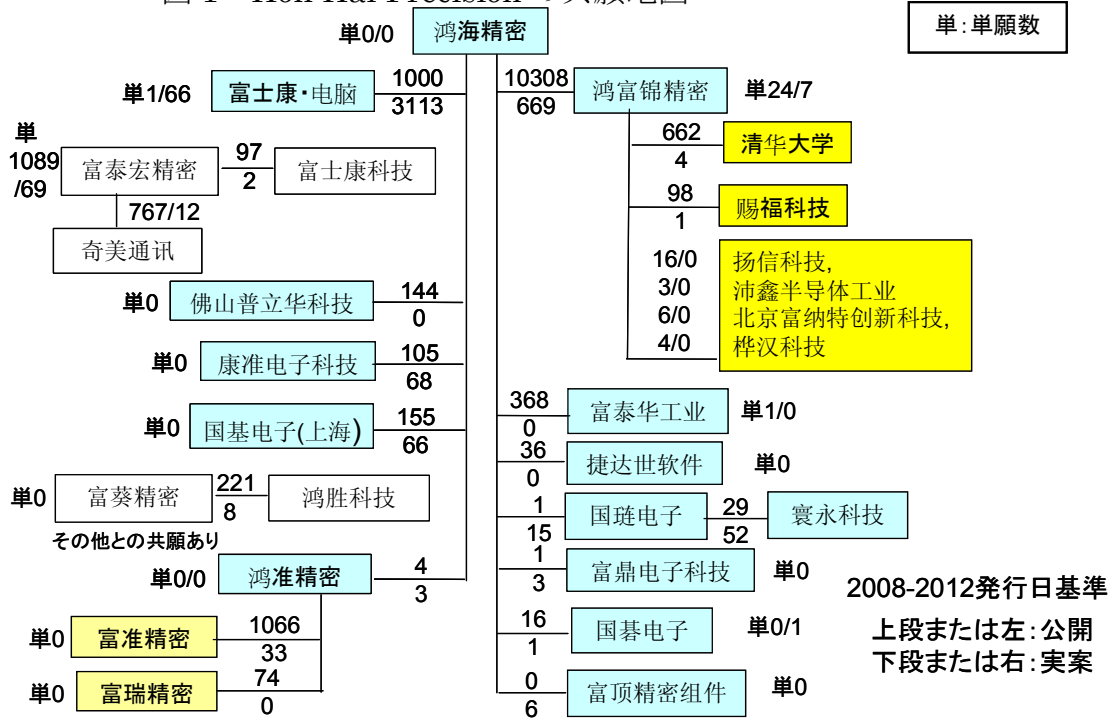 単:単願数
単0/0
鸿海精密
単1/66
富士康・电脑
1000
3113
10308
669
鸿富锦精密
単24/7
単
1089
/69
富泰宏精密
97
2
富士康科技
767/12
奇美通讯
662
4
清华大学
98
1
赐福科技
16/0
3/0
6/0
4/0
扬信科技,
沛鑫半导体工业
北京富纳特创新科技,
桦汉科技
単0
佛山普立华科技
144
0
単0
康准电子科技
105
68
単0
国基电子(上海)
155
66
単0
富葵精密
221
8
鸿胜科技
その他との共願あり
単0/0
鸿准精密
4
3
単0
富准精密
1066
33
単0
富瑞精密
74
0
368
0
富泰华工业
単1/0
36
0
捷达世软件
単0
1
15
国琏电子
29
52
寰永科技
1
3
富鼎电子科技
単0
16
1
国碁电子
単0/1
0
6
富顶精密组件
単0
2008-2012発行日基準
上段または左:公開
下段または右:実案